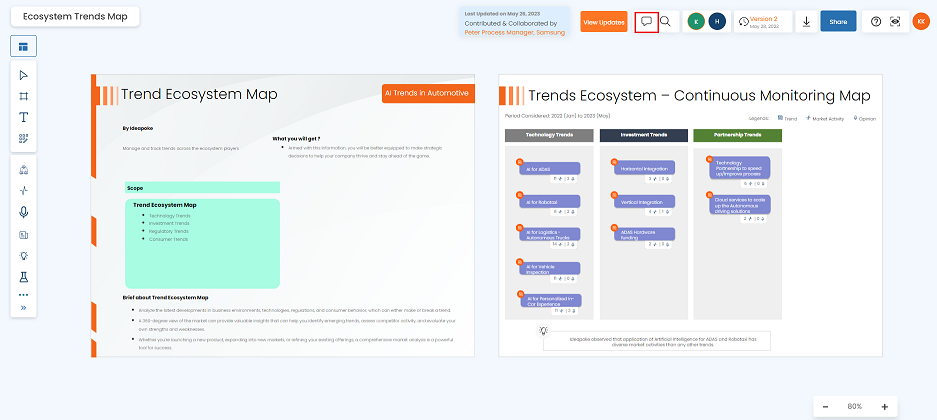 Ecosystem Trends Map
Last Updated on May 26, 2023
Contributed & Collaborated by
Peter Process Manager, Samsung
View Updates
K
H
Version 2
May 29, 2023
Share
KK
Trend Ecosystem Map
AI Trends in Automotive
By Ideapoke
Manage and track trends across the ecosystem players
What you will get ?
Armed with this information, you will be better equipped to make strategic
decisions to help your company thrive and stay ahead of the game.
Scope
Trend Ecosystem Map
Technology Trends
Investment Trends
Regulatory Trends
Consumer Trends
Brief about Trend Ecosystem Map
Analyze the latest developments in business environments, technologies, regulations, and consumer behavior, which can either make or break a trend.
A 360-degree view of the market can provide valuable insights that can help you identify emerging trends, assess competitor activity, and evaluate your
own strengths and weaknesses.
Whether you're launching a new product, expanding into new markets, or refining your existing offerings, a comprehensive market analysis is a powerful
tool for success.
Trends Ecosystem – Continuous Monitoring Map
Period Considered: 2022 [Jan] to 2023 [May]
Legends: Trend Market Activity Opinion
Technology Trends
Investment Trends
Partnership Trends
AI for ADAS
AI for Robotaxi
AI for Logistics -
Autonomous Trucks
AI for Vehicle
Inspection
AI for Personalized In-
Car Experience
Horizontal Integration
Vertical Integration
ADAS Hardware
Funding
Technology
Partnership to speed
up/improve process
Cloud services to scale
up the Autonomous
driving solutions
Ideapoke observed that application of Artificial Intelligence for ADAS and Robotaxi has
diverse market activities than any other trends
80%